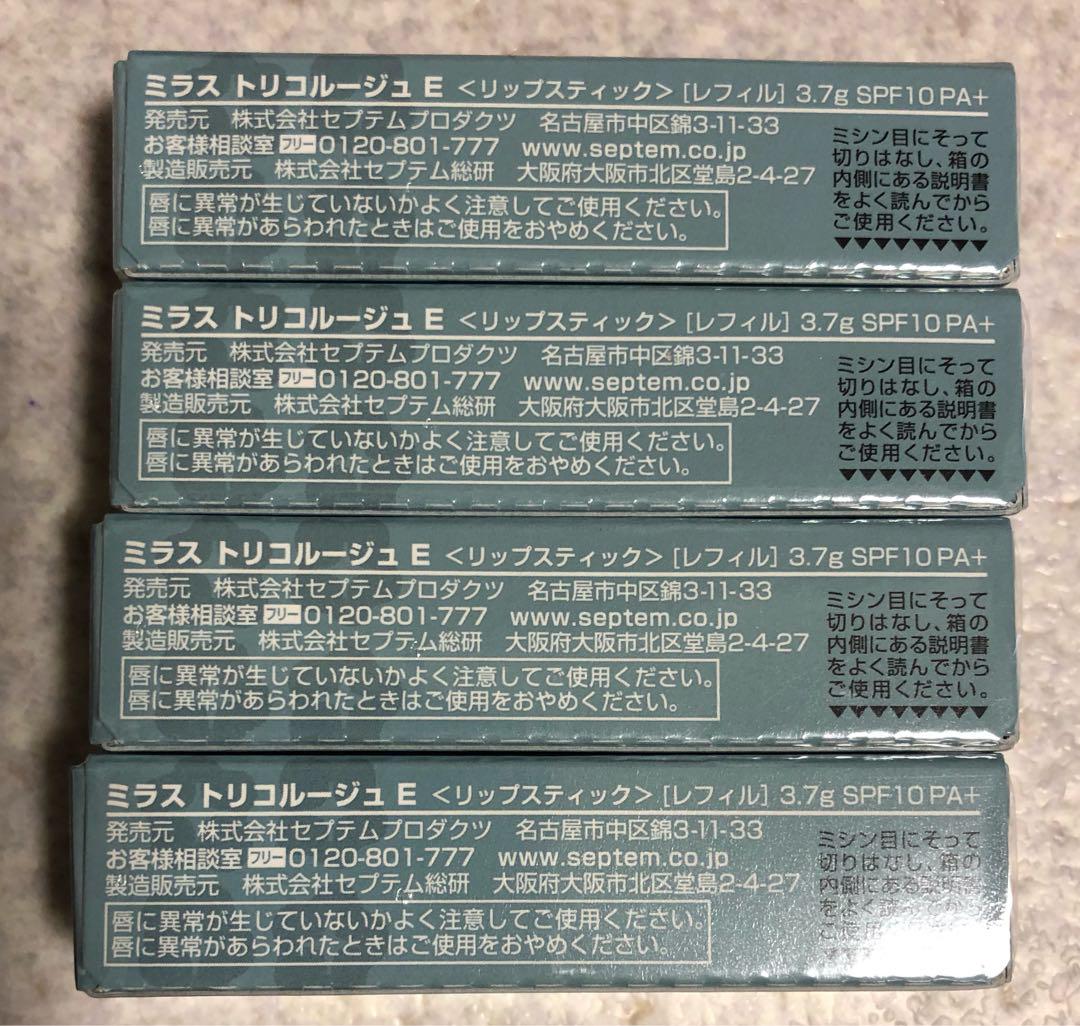 ミラス トリコルージュ E <リップスティック> [レフィル] 3.7g SPF10 PA+
発売元 株式会社セプテムプロダクツ 名古屋市中区錦3-11-33
お客様相談室 フリー 0120-801-777 www.septem.co.jp
製造販売元 株式会社セプテム総研 大阪府大阪市北区堂島2-4-27
唇に異常が生じていないかよく注意してご使用ください。
唇に異常があらわれたときはご使用をおやめください。
ミシン目にそって
切りはなし、箱の
内側にある説明書
をよく読んでから
ご使用ください。
▼▼▼▼▼▼▼▼▼
ミラス トリコルージュ E <リップスティック> [レフィル] 3.7g SPF10 PA+
発売元 株式会社セプテムプロダクツ 名古屋市中区錦3-11-33
お客様相談室 フリー 0120-801-777 www.septem.co.jp
製造販売元 株式会社セプテム総研 大阪府大阪市北区堂島2-4-27
唇に異常が生じていないかよく注意してご使用ください。
唇に異常があらわれたときはご使用をおやめください。
ミシン目にそって
切りはなし、箱の
内側にある説明書
をよく読んでから
ご使用ください。
▼▼▼▼▼▼▼▼▼
ミラス トリコルージュ E <リップスティック> [レフィル] 3.7g SPF10 PA+
発売元 株式会社セプテムプロダクツ 名古屋市中区錦3-11-33
お客様相談室 フリー 0120-801-777 www.septem.co.jp
製造販売元 株式会社セプテム総研 大阪府大阪市北区堂島2-4-27
唇に異常が生じていないかよく注意してご使用ください。
唇に異常があらわれたときはご使用をおやめください。
ミシン目にそって
切りはなし、箱の
内側にある説明書
をよく読んでから
ご使用ください。
▼▼▼▼▼▼▼▼▼
ミラス トリコルージュ E <リップスティック> [レフィル] 3.7g SPF10 PA+
発売元 株式会社セプテムプロダクツ 名古屋市中区錦3-11-33
お客様相談室 フリー 0120-801-777 www.septem.co.jp
製造販売元 株式会社セプテム総研 大阪府大阪市北区堂島2-4-27
唇に異常が生じていないかよく注意してご使用ください。
唇に異常があらわれたときはご使用をおやめください。
ミシン目にそって
切りはなし、箱の
内側にある説明書
をよく